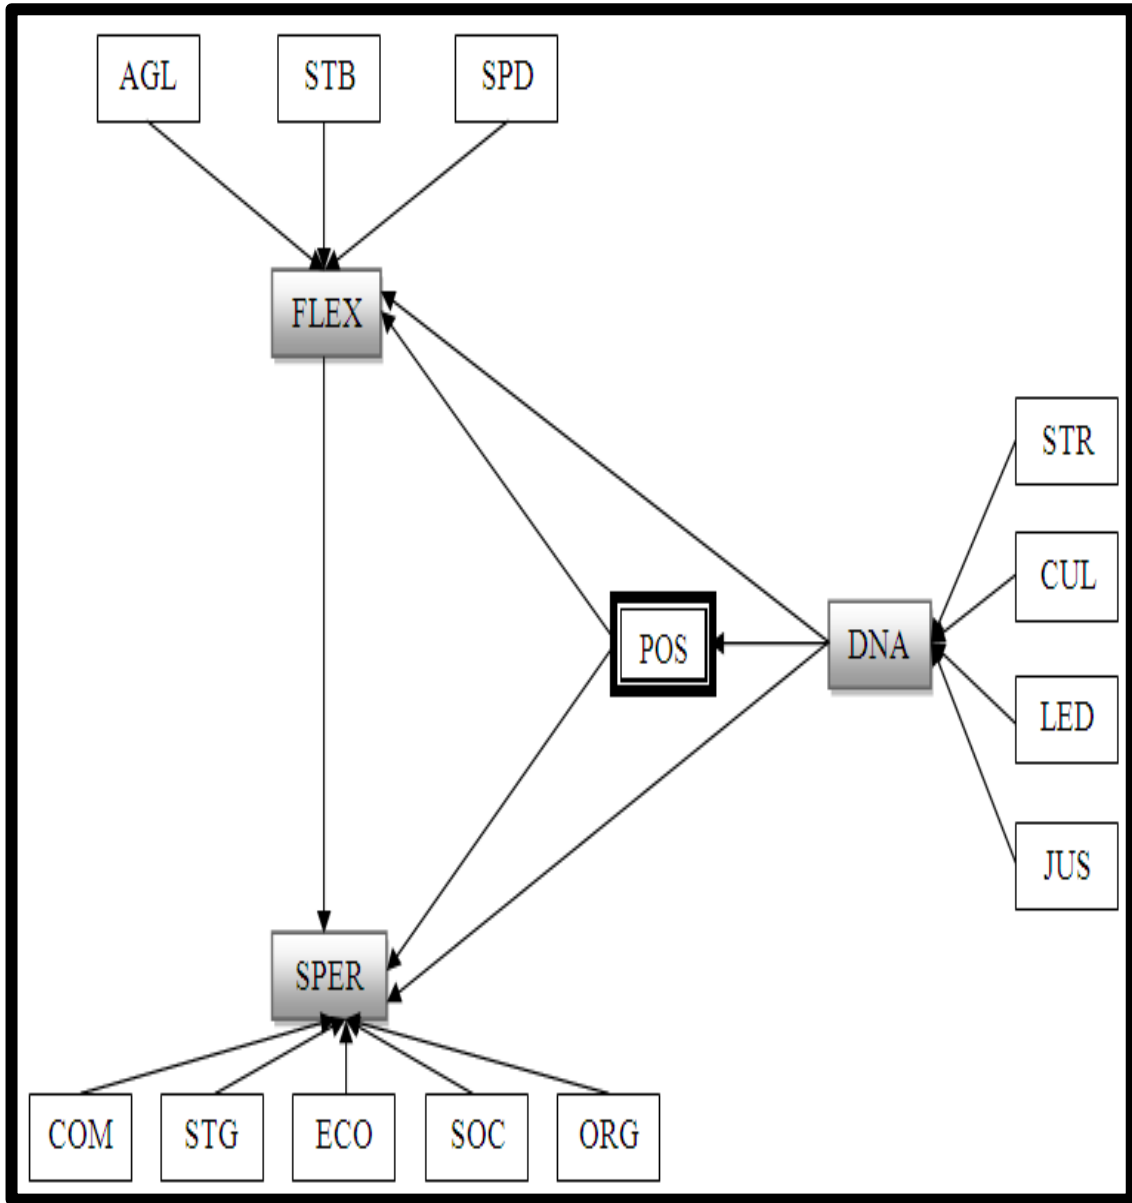 AGL
STB
SPD
FLEX
STR
CUL
POS
DNA
LED
JUS
SPER
COM
STG
ECO
SOC
ORG